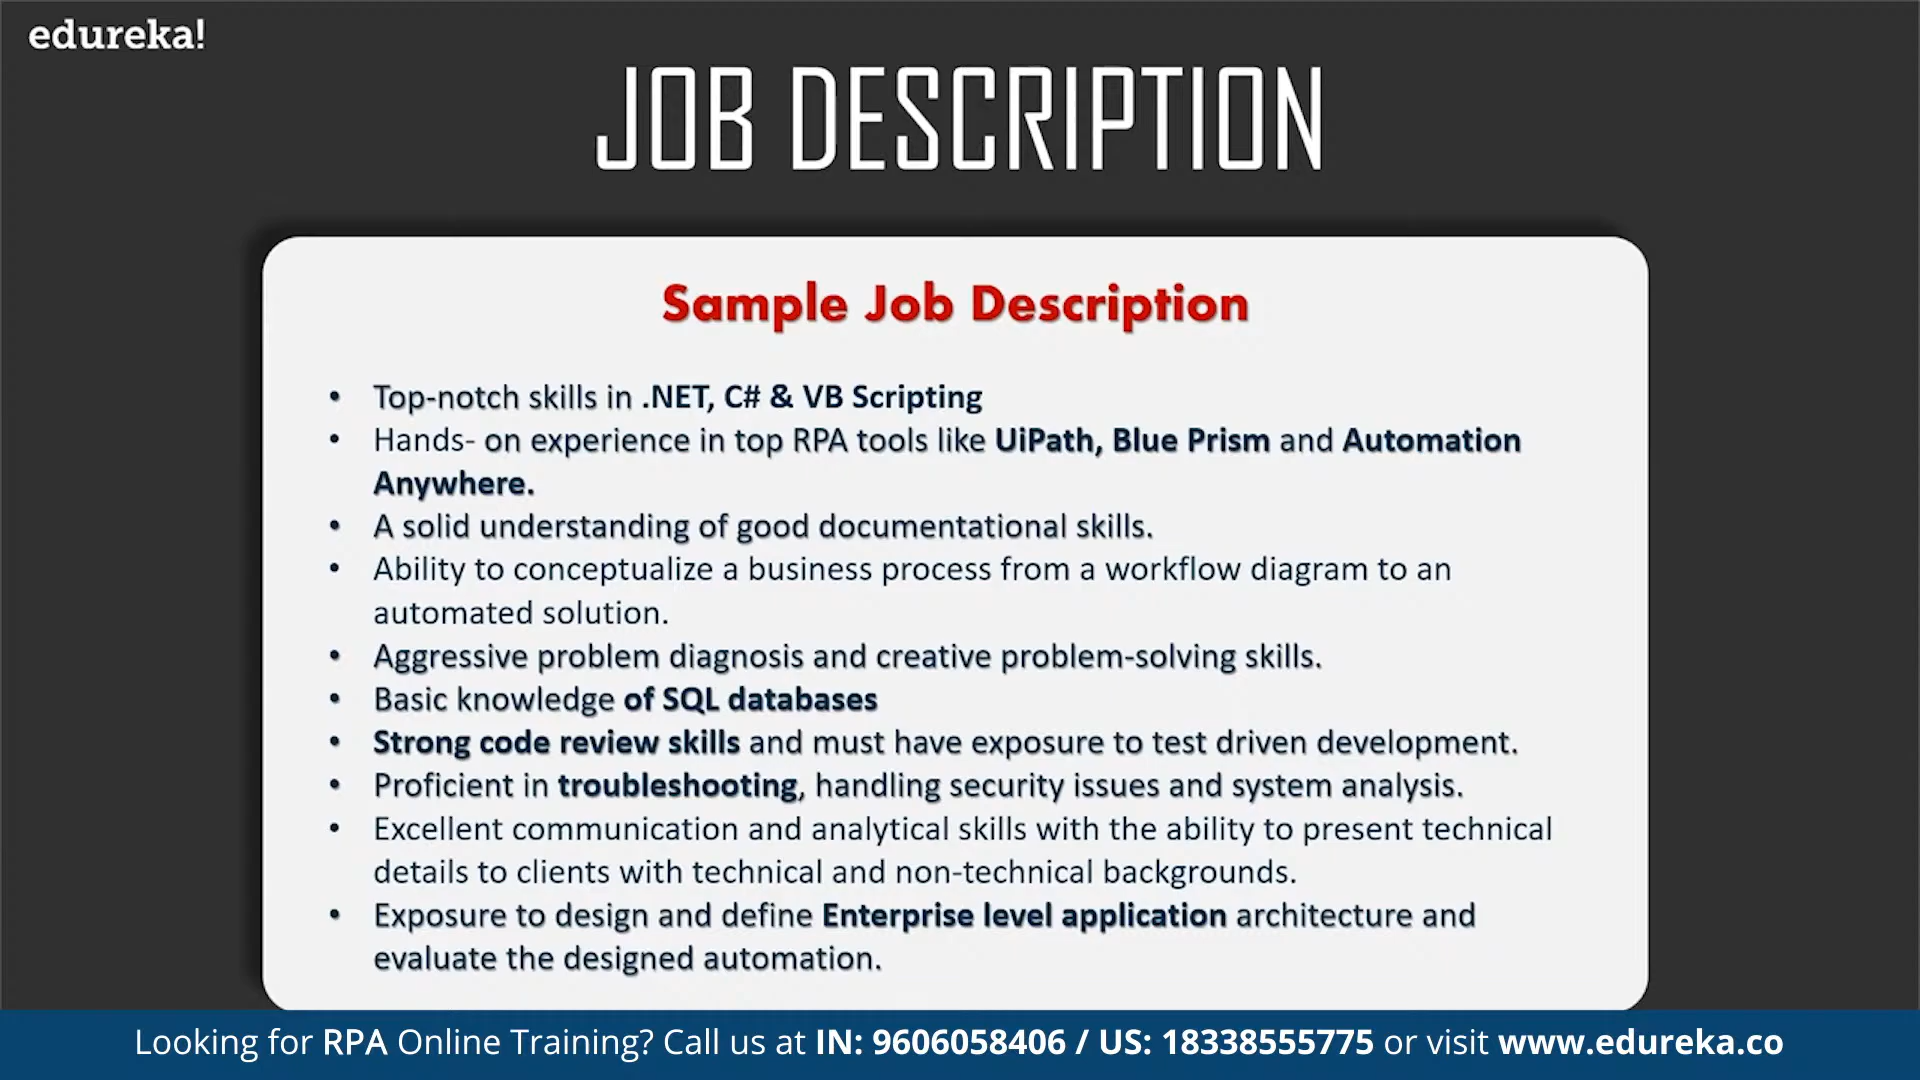 edureka!
JOB DESCRIPTION
Sample Job Description
• Top-notch skills in .NET, C# & VB Scripting
• Hands- on experience in top RPA tools like UiPath, Blue Prism and Automation
Anywhere.
• A solid understanding of good documentational skills.
• Ability to conceptualize a business process from a workflow diagram to an
automated solution.
• Aggressive problem diagnosis and creative problem-solving skills.
• Basic knowledge of SQL databases
• Strong code review skills and must have exposure to test driven development.
• Proficient in troubleshooting, handling security issues and system analysis.
• Excellent communication and analytical skills with the ability to present technical
details to clients with technical and non-technical backgrounds.
• Exposure to design and define Enterprise level application architecture and
evaluate the designed automation.
Looking for RPA Online Training? Call us at IN: 9606058406 / US: 18338555775 or visit www.edureka.co